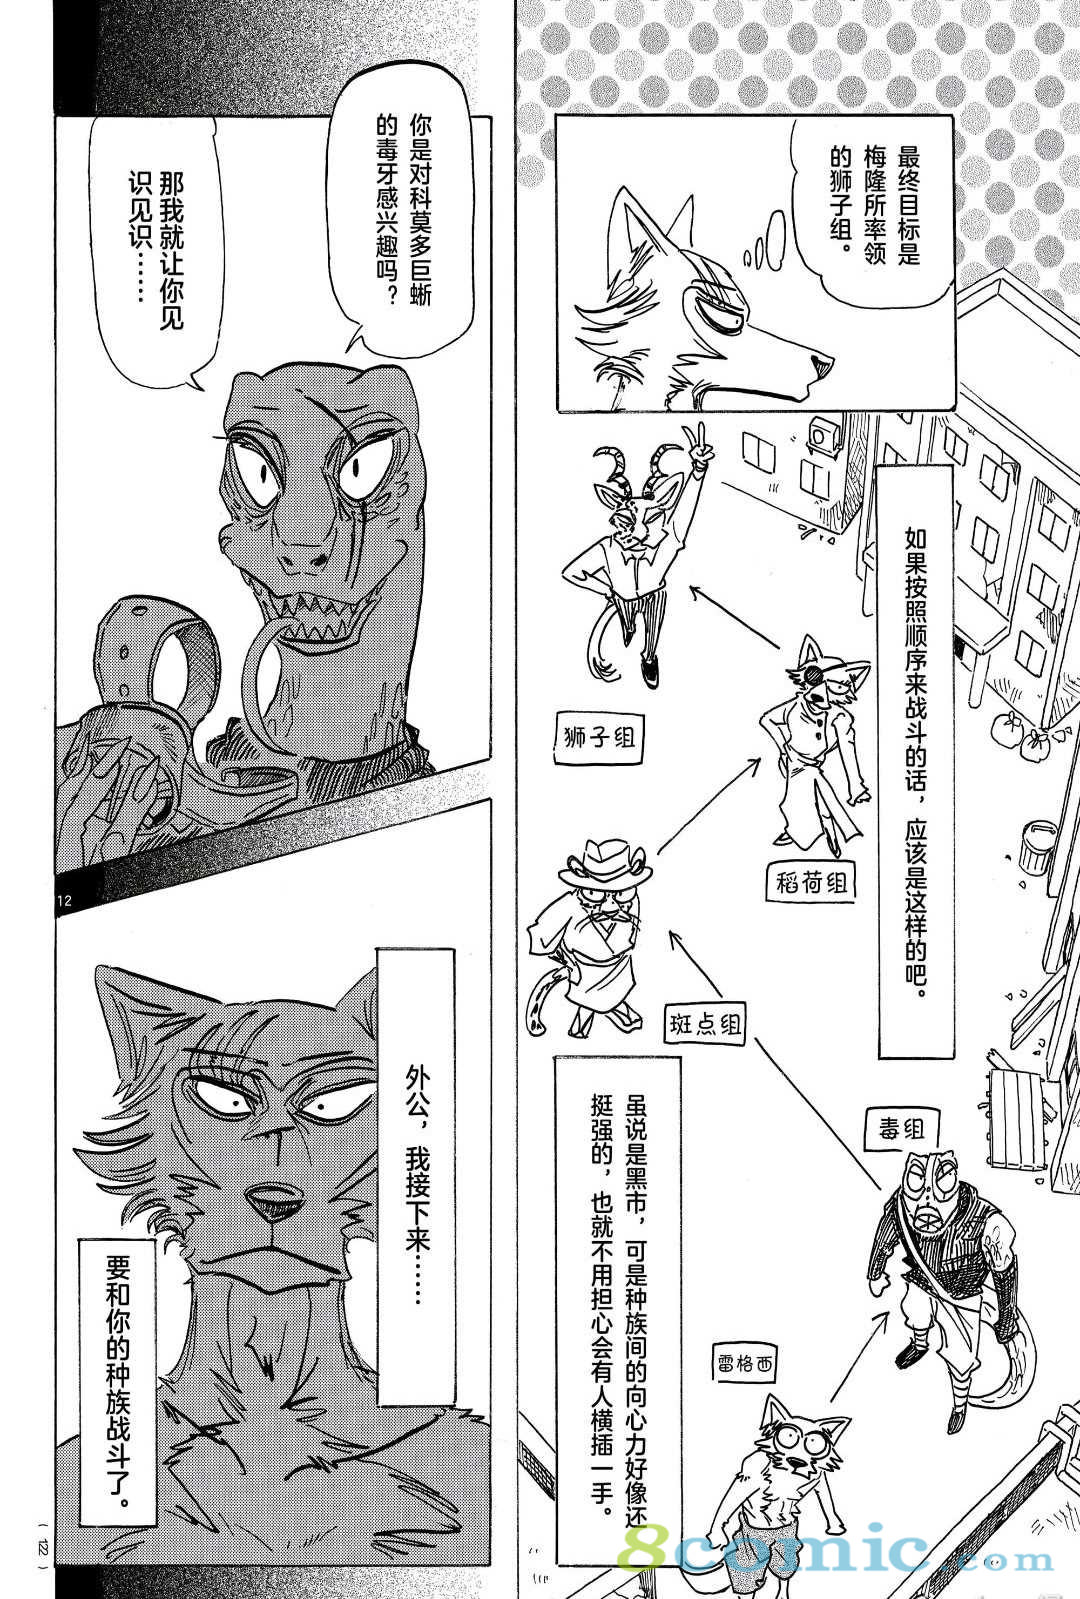 最终目标是
梅隆所率领
的狮子组。
如果按照顺序来战斗的话，应该是这样的吧。
狮子组
稻荷组
斑点组
毒组
雷格西
虽说是黑市，可是种族间的向心力好像还
挺强的，也就不用担心会有人横插一手。
你是对科莫多巨蜥
的毒牙感兴趣吗?
那我就让你见
识见识……
外公，我接下来……
要和你的种族战斗了。
12
(12)
8comic.com